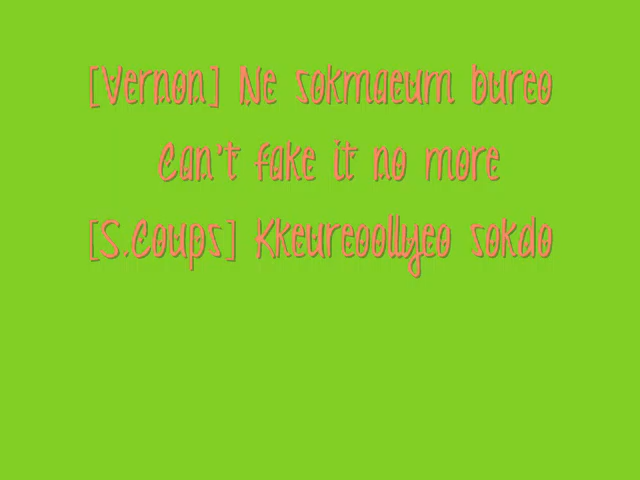 [Vernon] Ne sokmaeum bureo
Can't fake it no more
[S.Coups] Kkeureoollyeo sokdo